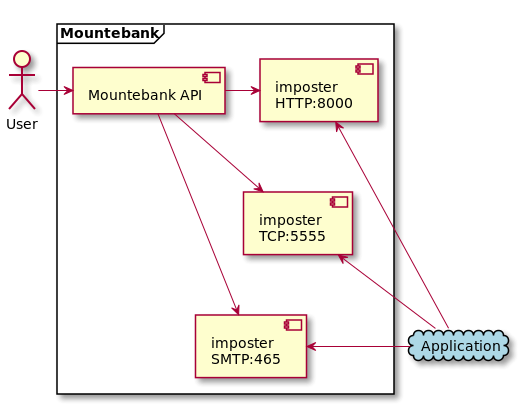 Mountebank
User
Mountebank API
imposter
HTTP:8000
imposter
TCP:5555
imposter
SMTP:465
Application